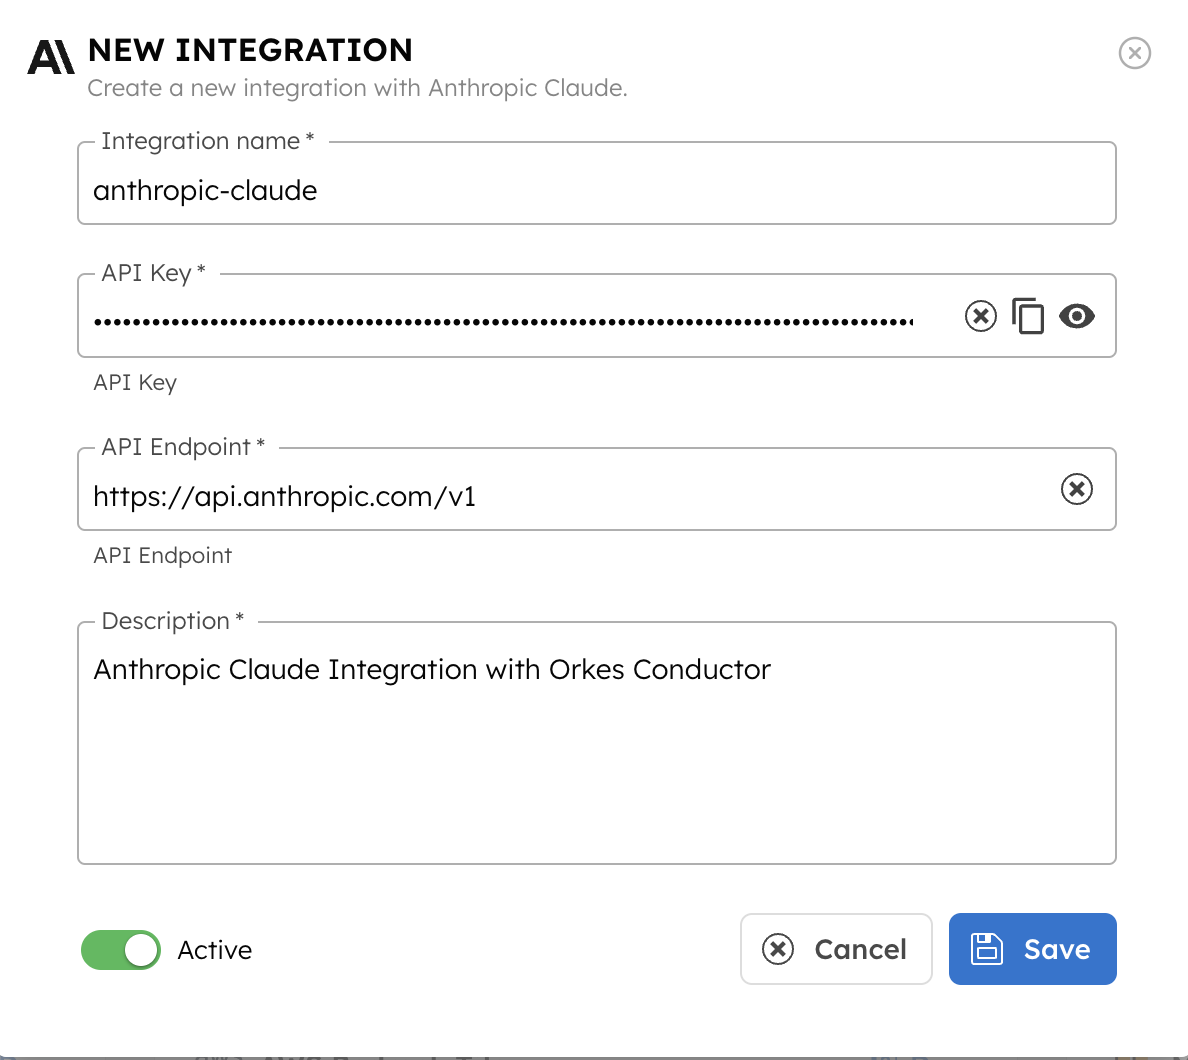 NEW INTEGRATION
Create a new integration with Anthropic Claude.
Integration name *
anthropic-claude
API Key *
API Key
API Endpoint *
https://api.anthropic.com/v1
API Endpoint
Description *
Anthropic Claude Integration with Orkes Conductor
Active
Cancel
Save